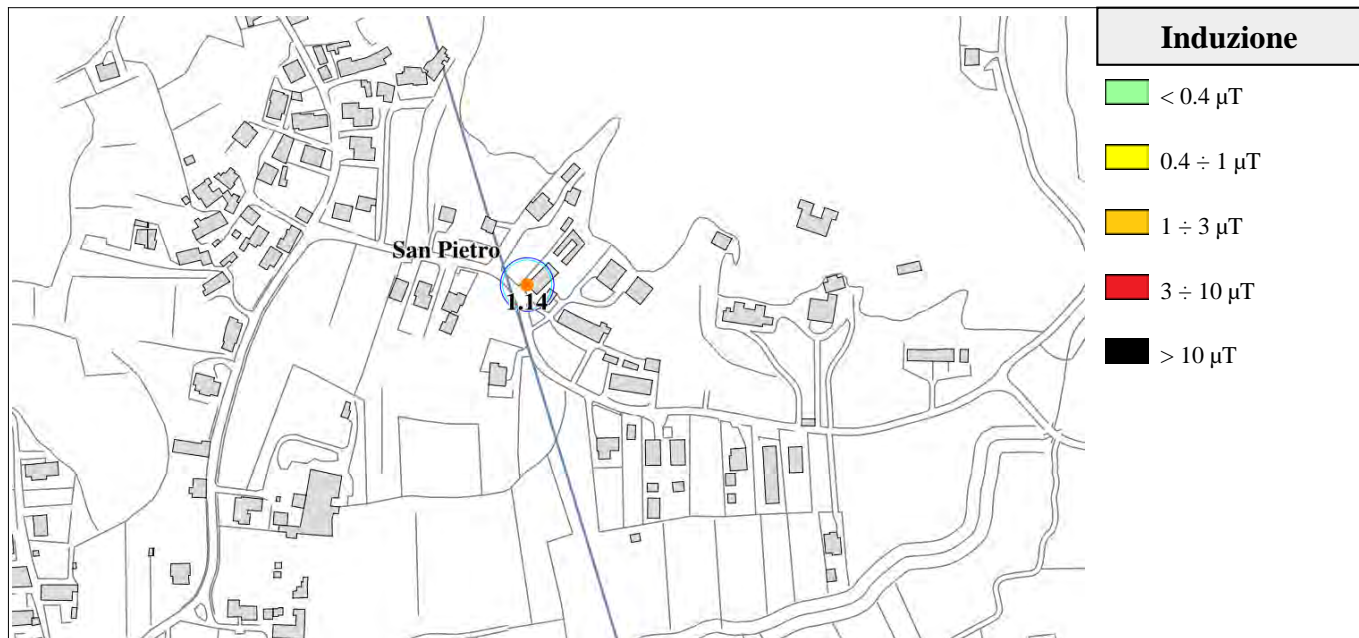 San Pietro
1.14
Induzione
< 0.4 µT
0.4 ÷ 1 µT
1 ÷ 3 µT
3 ÷ 10 µT
> 10 µT